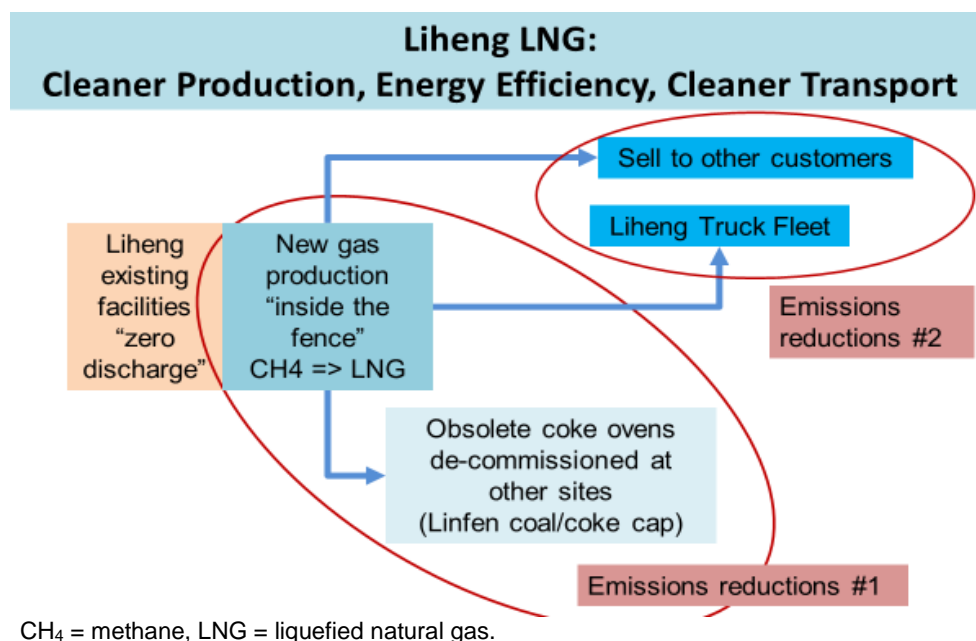 Liheng LNG:
Cleaner Production, Energy Efficiency, Cleaner Transport
Sell to other customers
Liheng Truck Fleet
Liheng
existing
facilities
“zero
discharge”
New gas
production
“inside the
fence”
CH4 => LNG
Emissions
reductions #2
Obsolete coke ovens
de-commissioned at
other sites
(Linfen coal/coke cap)
Emissions reductions #1
CH₄ = methane, LNG = liquefied natural gas.